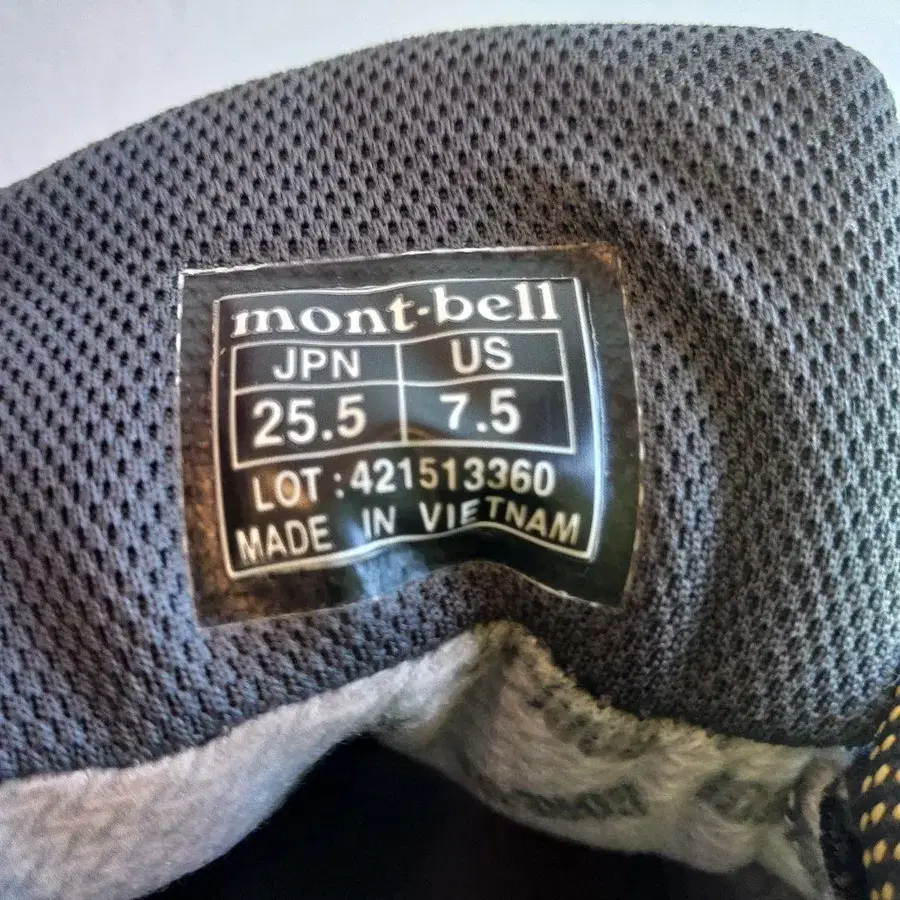 mont-bell
JPN US
25.5 7.5
LOT : 421513360
MADE IN VIETNAM